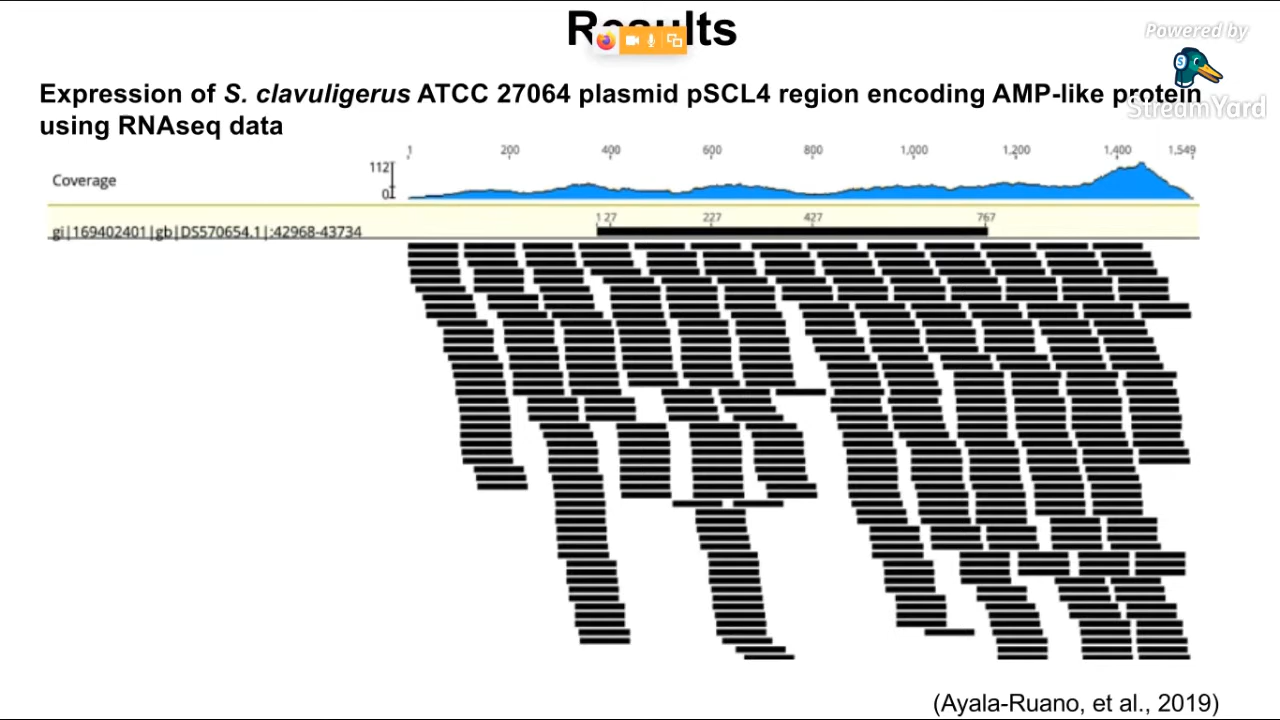 Results
Powered by
StreamYard
Expression of S. clavuligerus ATCC 27064 plasmid pSCL4 region encoding AMP-like protein
using RNAseq data
1 200 400 600 800 1,000 1,200 1,400 1,549
112
Coverage
0
1 27 227 427 767
gi|169402401|gb|DS570654.1|:42968-43734
(Ayala-Ruano, et al., 2019)